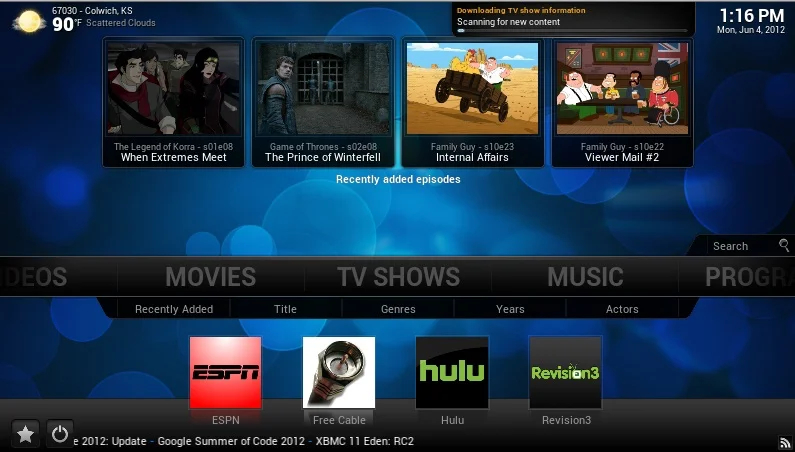 67030 - Colwich, KS
90°F Scattered Clouds
Downloading TV show information
Scanning for new content
1:16 PM
Mon, Jun 4, 2012
The Legend of Korra - s01e08
When Extremes Meet
Game of Thrones - s02e08
The Prince of Winterfell
Family Guy - s10e23
Internal Affairs
Family Guy - s10e22
Viewer Mail #2
Recently added episodes
Search
DEOS MOVIES TV SHOWS MUSIC PROGRA
Recently Added Title Genres Years Actors
ESPN
hulu
Revision3
ESPN Free Cable Hulu Revision3
e 2012: Update - Google Summer of Code 2012 - XBMC 11 Eden: RC2